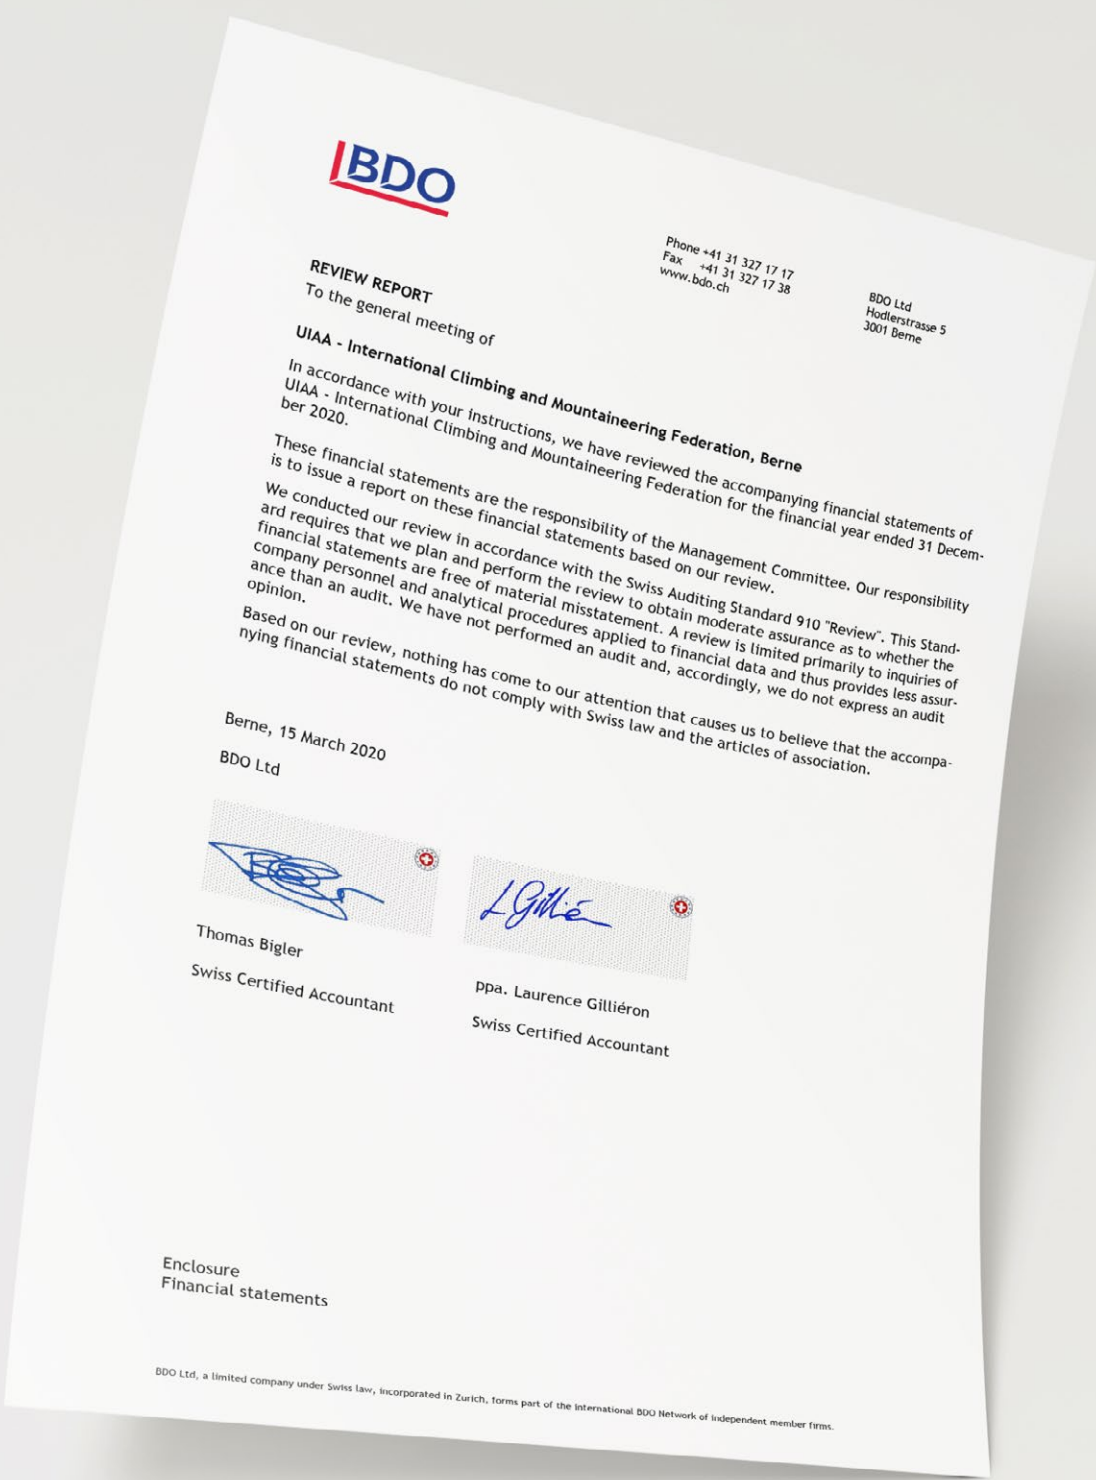 BDO
Phone +41 31 327 17 17
Fax +41 31 327 17 38
www.bdo.ch
BDO Ltd
Hodlerstrasse 5
3001 Berne
REVIEW REPORT
To the general meeting of
UIAA - International Climbing and Mountaineering Federation, Berne
In accordance with your instructions, we have reviewed the accompanying financial statements of
UIAA - International Climbing and Mountaineering Federation for the financial year ended 31 Decem-
ber 2020.
These financial statements are the responsibility of the Management Committee. Our responsibility
is to issue a report on these financial statements based on our review.
We conducted our review in accordance with the Swiss Auditing Standard 910 "Review". This Stand-
ard requires that we plan and perform the review to obtain moderate assurance as to whether the
financial statements are free of material misstatement. A review is limited primarily to inquiries of
company personnel and analytical procedures applied to financial data and thus provides less assur-
ance than an audit. We have not performed an audit and, accordingly, we do not express an audit
opinion.
Based on our review, nothing has come to our attention that causes us to believe that the accompa-
nying financial statements do not comply with Swiss law and the articles of association.
Berne, 15 March 2020
BDO Ltd
L Gillié
Thomas Bigler
Swiss Certified Accountant
ppa. Laurence Gilliéron
Swiss Certified Accountant
Enclosure
Financial statements
BDO Ltd, a limited company under Swiss law, incorporated in Zurich, forms part of the international BDO Network of independent member firms.